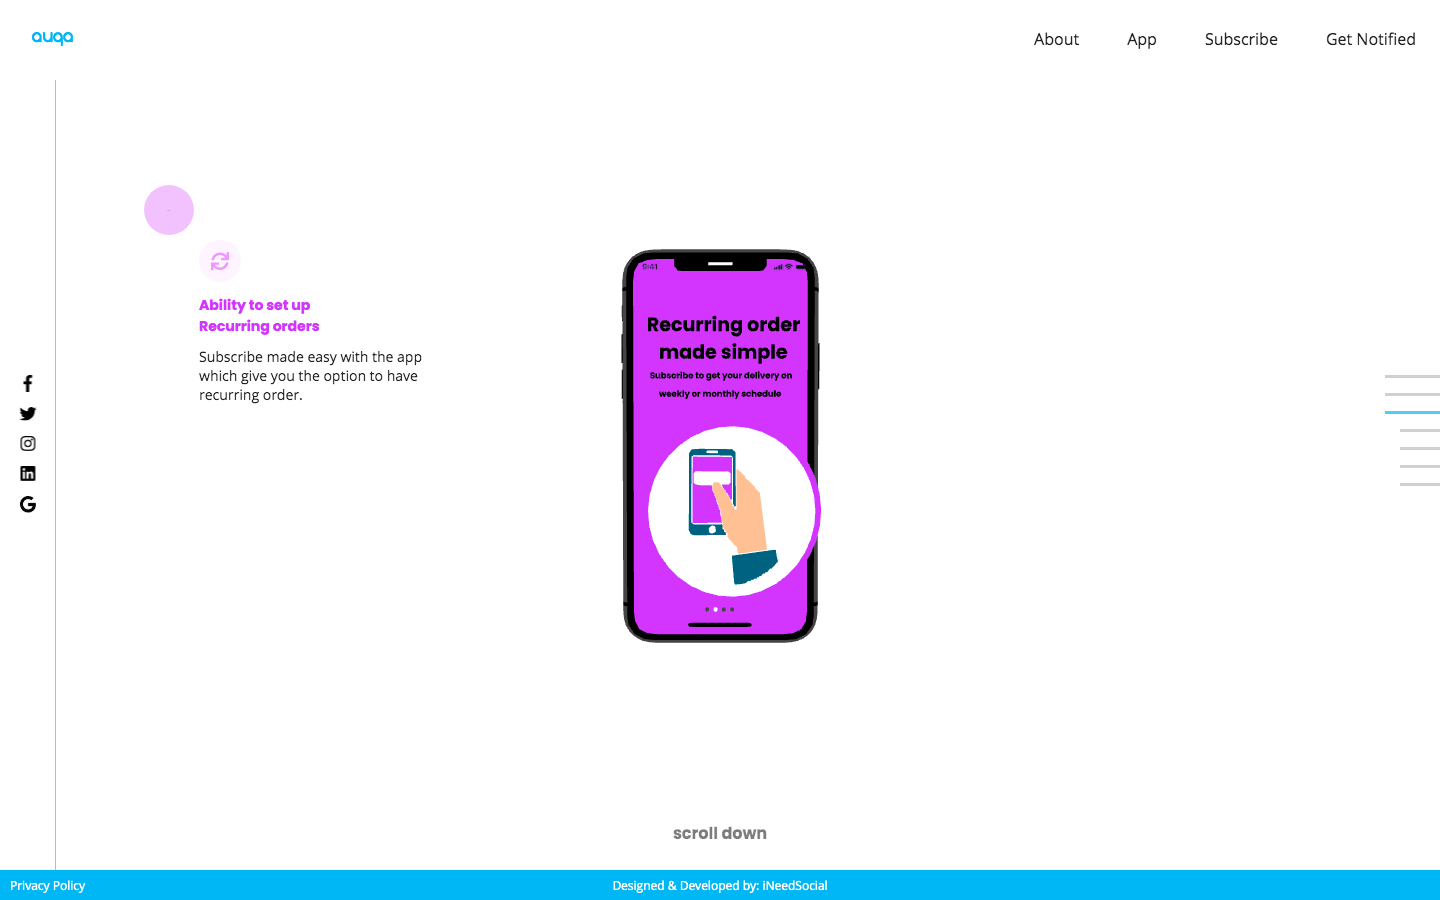 auqa
About
App
Subscribe
Get Notified
Ability to set up
Recurring orders
Subscribe made easy with the app
which give you the option to have
recurring order.
9:41
Recurring order
made simple
Subscribe to get your delivery on
weekly or monthly schedule
scroll down
Privacy Policy
Designed & Developed by: iNeedSocial